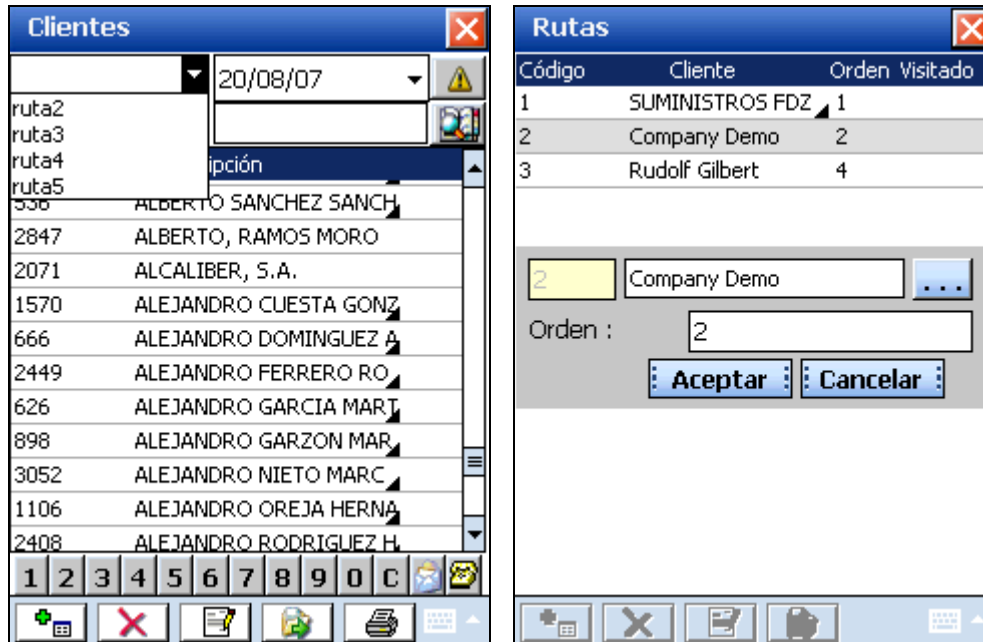 Clientes
20/08/07
ruta2
ruta3
ruta4
ruta5
ipción
536 ALBERTO SANCHEZ SANCH
2847 ALBERTO, RAMOS MORO
2071 ALCALIBER, S.A.
1570 ALEJANDRO CUESTA GONZ
666 ALEJANDRO DOMINGUEZ A
2449 ALEJANDRO FERRERO RO
626 ALEJANDRO GARCIA MART
898 ALEJANDRO GARZON MAR
3052 ALEJANDRO NIETO MARC
1106 ALEJANDRO OREJA HERNA
2408 ALEJANDRO RODRIGUEZ H
1 2 3 4 5 6 7 8 9 0 C
Rutas
Código Cliente Orden Visitado
1 SUMINISTROS FDZ 1
2 Company Demo 2
3 Rudolf Gilbert 4
2 Company Demo ...
Orden : 2
Aceptar Cancelar